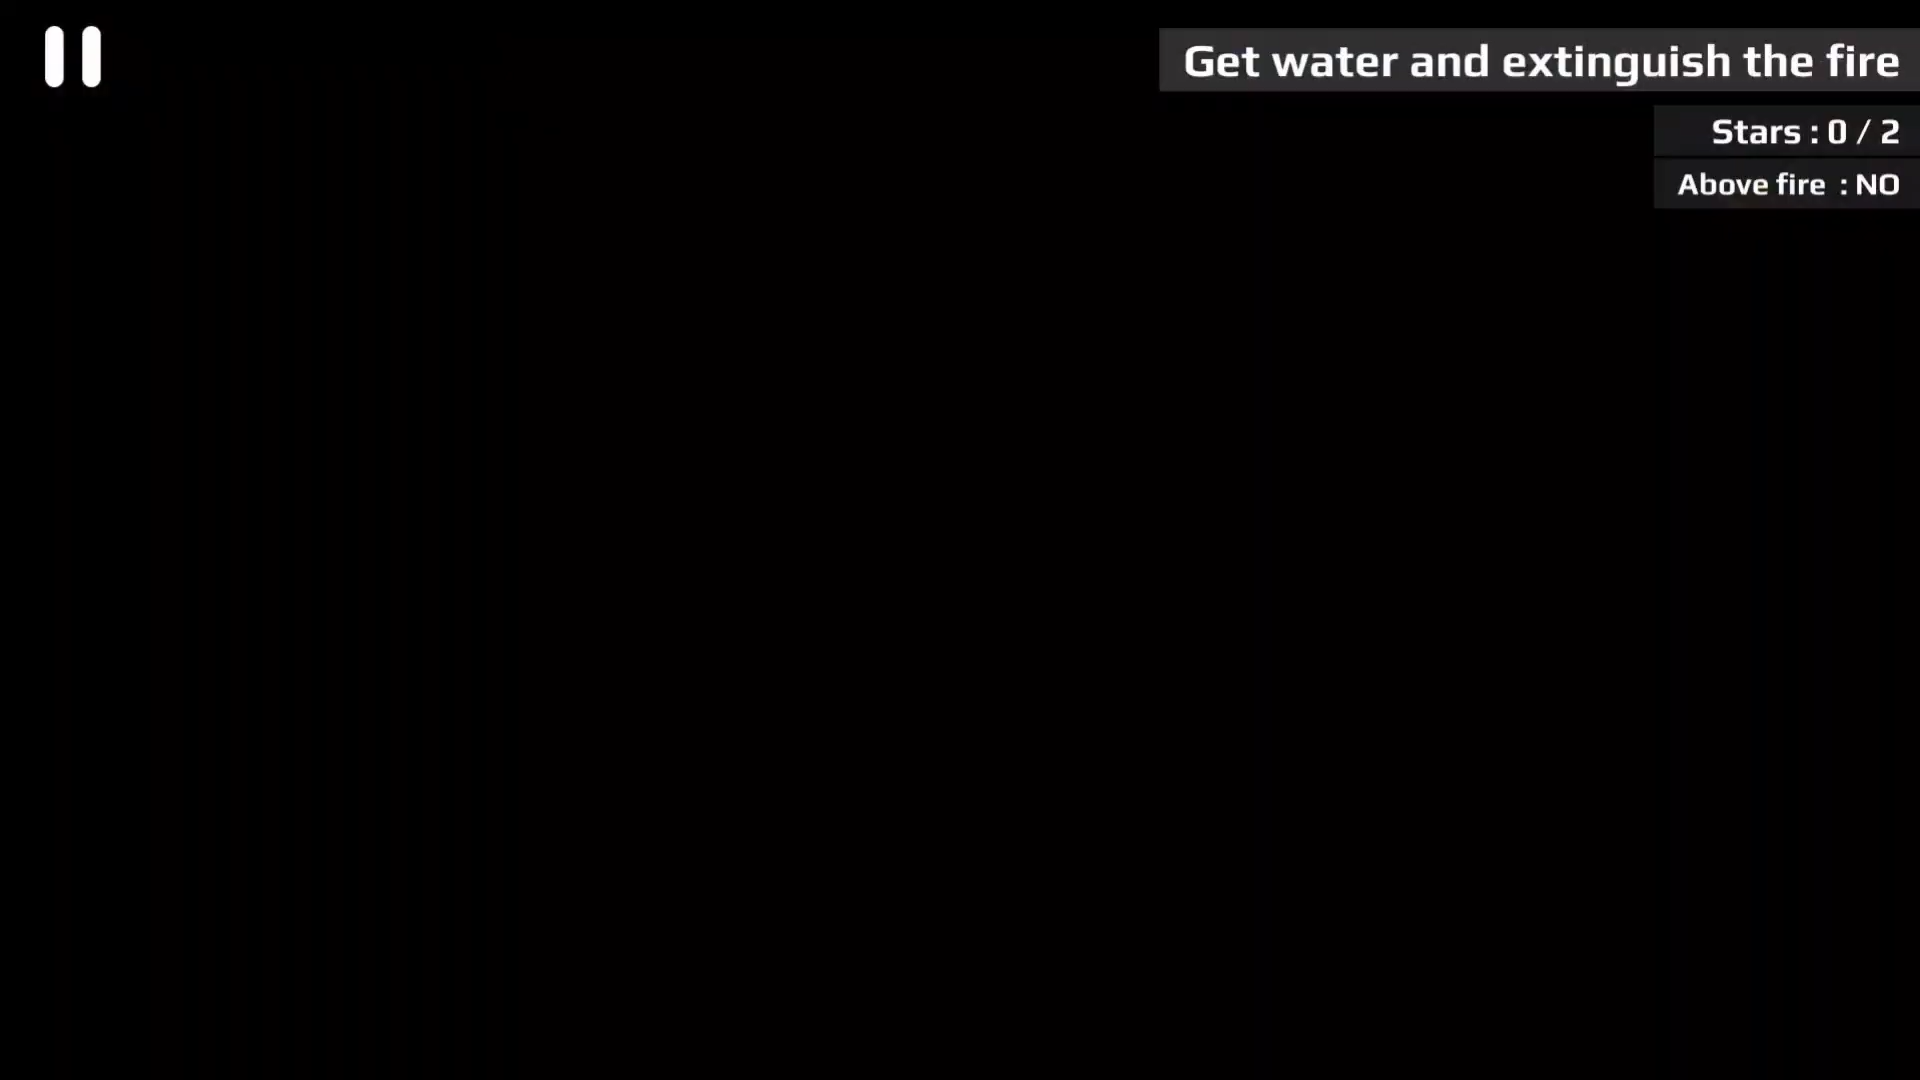 Get water and extinguish the fire
Stars : 0 / 2
Above fire : NO